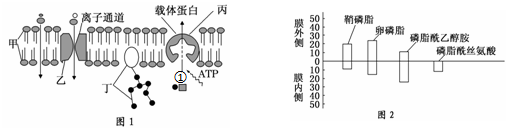 离子通道
载体蛋白
丙
甲
乙
丁
①
ATP
图1
膜外侧
膜内侧
50
40
30
20
10
0
10
20
30
40
50
鞘磷脂
卵磷脂
磷脂酰乙醇胺
磷脂酰丝氨酸
图2